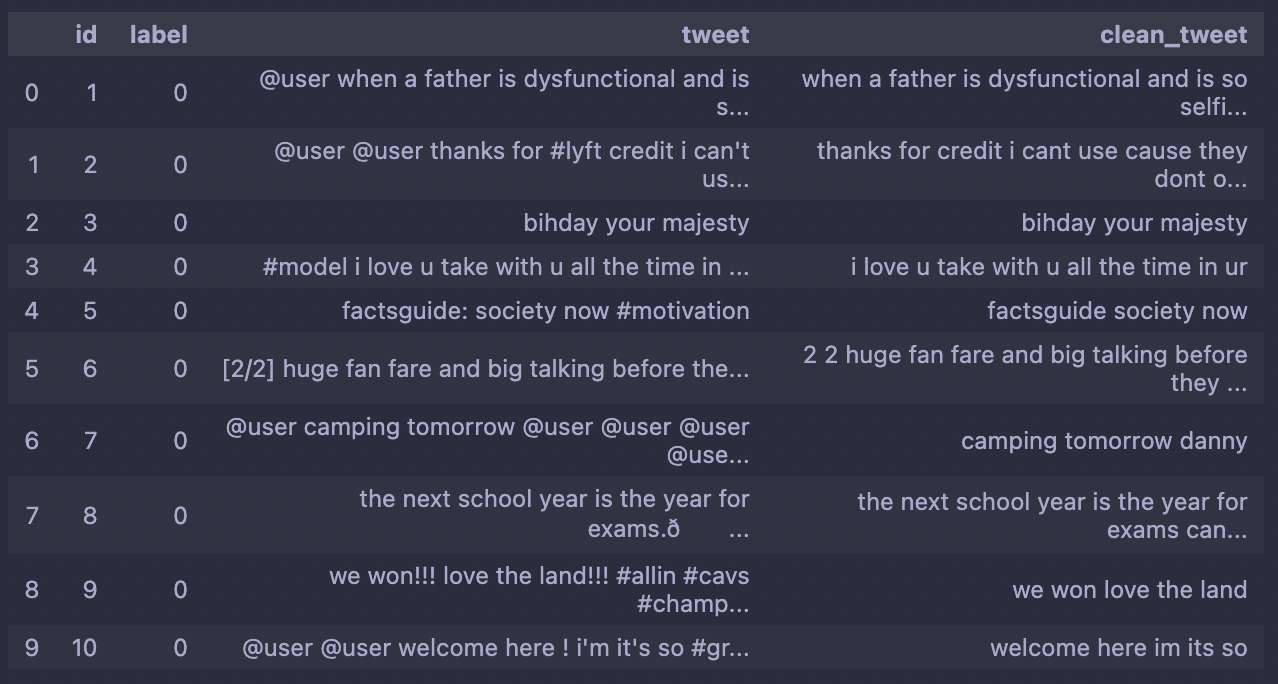 id label tweet clean_tweet
0 1 0 @user when a father is dysfunctional and is s... when a father is dysfunctional and is so selfi...
1 2 0 @user @user thanks for #lyft credit i can't us... thanks for credit i cant use cause they dont o...
2 3 0 bihday your majesty bihday your majesty
3 4 0 #model i love u take with u all the time in ... i love u take with u all the time in ur
4 5 0 factsguide: society now #motivation factsguide society now
5 6 0 [2/2] huge fan fare and big talking before the... 2 2 huge fan fare and big talking before they ...
6 7 0 @user camping tomorrow @user @user @user @use... camping tomorrow danny
7 8 0 the next school year is the year for exams.ð ... the next school year is the year for exams can...
8 9 0 we won!!! love the land!!! #allin #cavs #champ... we won love the land
9 10 0 @user @user welcome here ! i'm it's so #gr... welcome here im its so